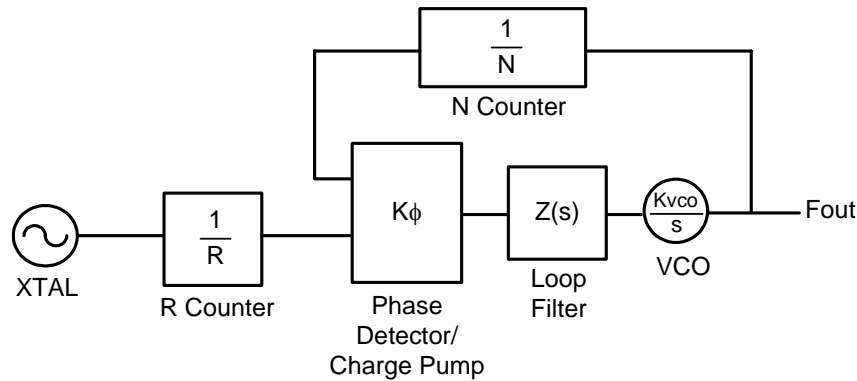 1
N
N Counter
Kϕ
Z(s)
Kvco
s
Fout
1
R
XTAL
R Counter
VCO
Loop
Filter
Phase
Detector/
Charge Pump